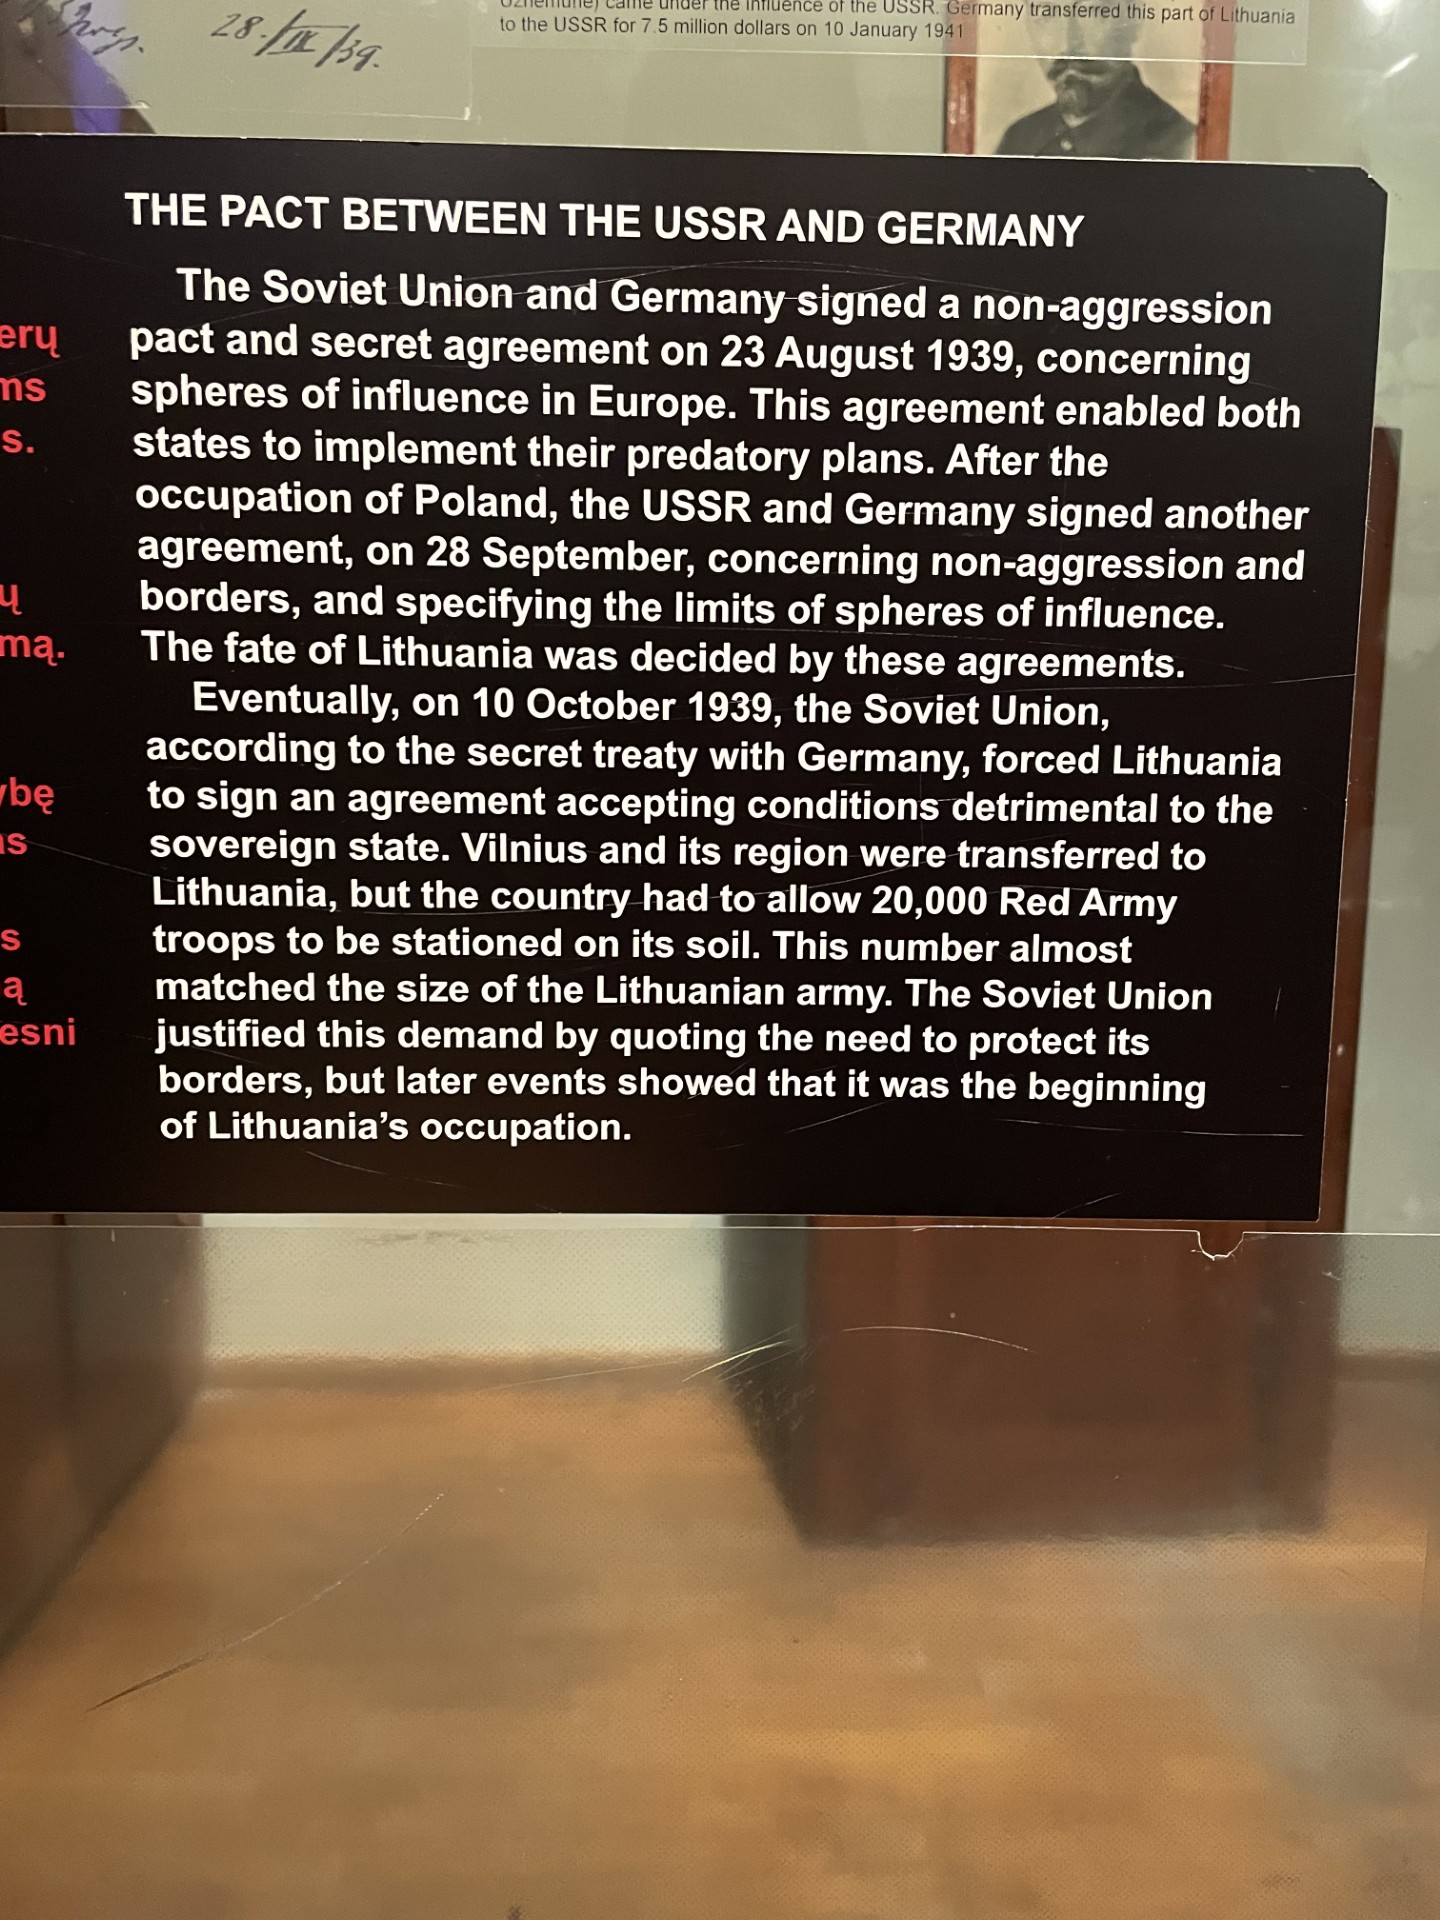 28./IX/39.
came under the influence of the USSR. Germany transferred this part of Lithuania
to the USSR for 7.5 million dollars on 10 January 1941
THE PACT BETWEEN THE USSR AND GERMANY
The Soviet Union and Germany signed a non-aggression
pact and secret agreement on 23 August 1939, concerning
spheres of influence in Europe. This agreement enabled both
states to implement their predatory plans. After the
occupation of Poland, the USSR and Germany signed another
agreement, on 28 September, concerning non-aggression and
borders, and specifying the limits of spheres of influence.
The fate of Lithuania was decided by these agreements.
Eventually, on 10 October 1939, the Soviet Union,
according to the secret treaty with Germany, forced Lithuania
to sign an agreement accepting conditions detrimental to the
sovereign state. Vilnius and its region were transferred to
Lithuania, but the country had to allow 20,000 Red Army
troops to be stationed on its soil. This number almost
matched the size of the Lithuanian army. The Soviet Union
justified this demand by quoting the need to protect its
borders, but later events showed that it was the beginning
of Lithuania's occupation.
erų
ms
s.
ų
mą.
ybę
as
s
ą
esni